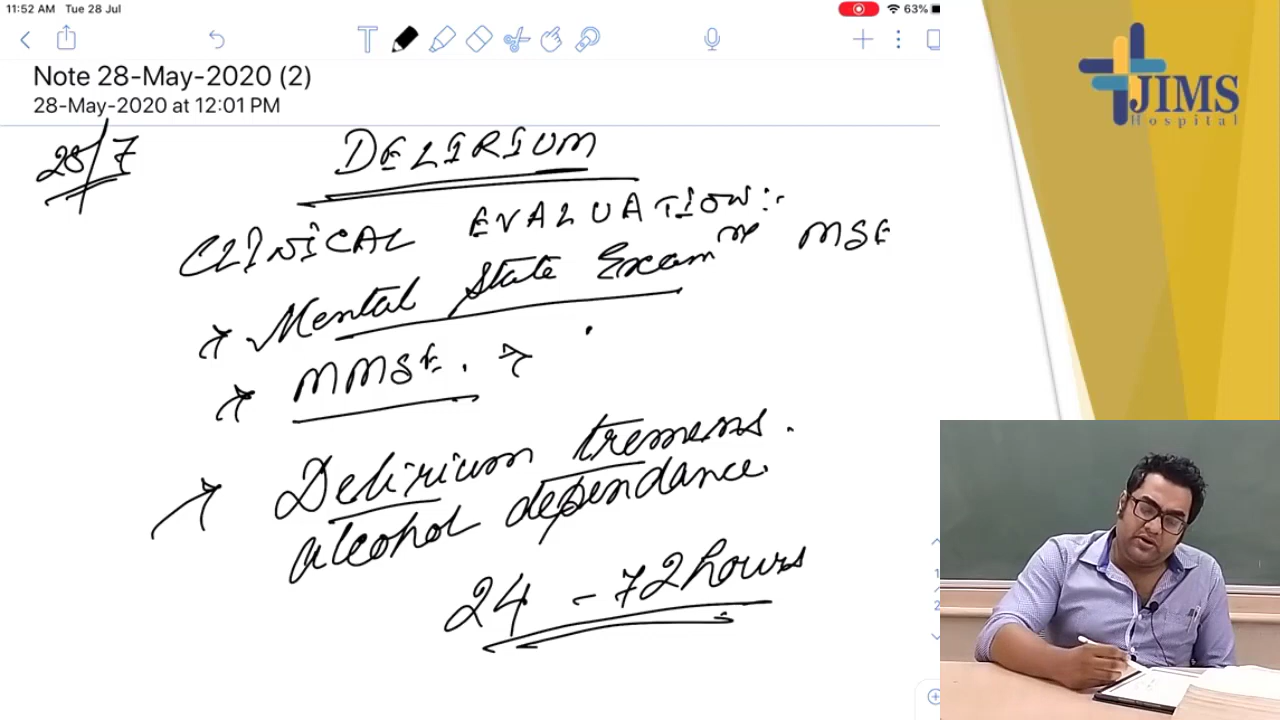 11:52 AM Tue 28 Jul
63%
T
Note 28-May-2020 (2)
28-May-2020 at 12:01 PM
28/7
DELIRIUM
CLINICAL EVALUATION:-
Mental State Exam MSE
MMSE.
Delirium tremens.
alcohol dependance
24 - 72 hours
JIMS
Hospital